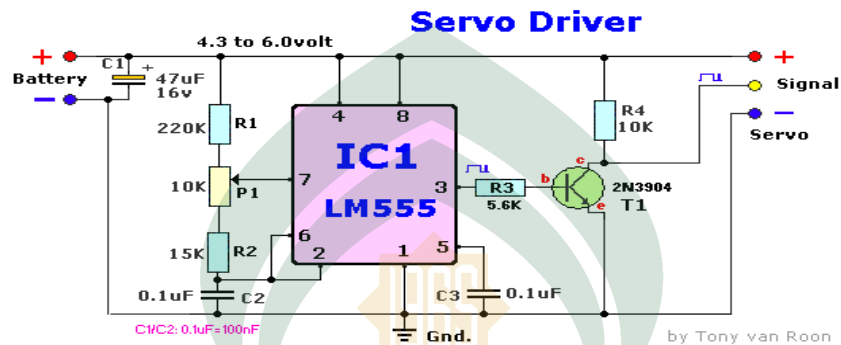 Servo Driver
4.3 to 6.0volt
+
Battery
−
C1
+
47uF
16v
220K
R1
10K
P1
15K
R2
0.1uF
C2
C1/C2: 0.1uF=100nF
4
8
IC1
LM555
7
6
2
1
3
5
R3
5.6K
C3
0.1uF
Gnd.
b
c
e
2N3904
T1
R4
10K
+
Signal
−
Servo
by Tony van Roon